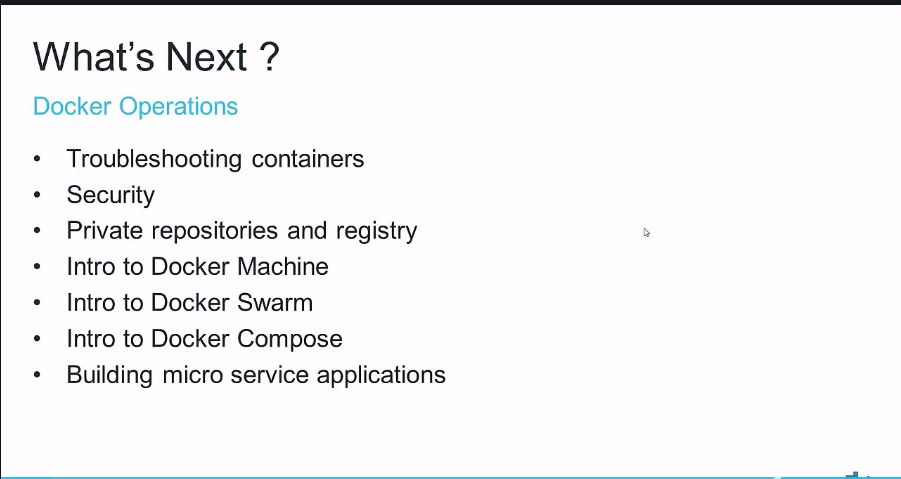 What's Next ?
Docker Operations
• Troubleshooting containers
• Security
• Private repositories and registry
• Intro to Docker Machine
• Intro to Docker Swarm
• Intro to Docker Compose
• Building micro service applications